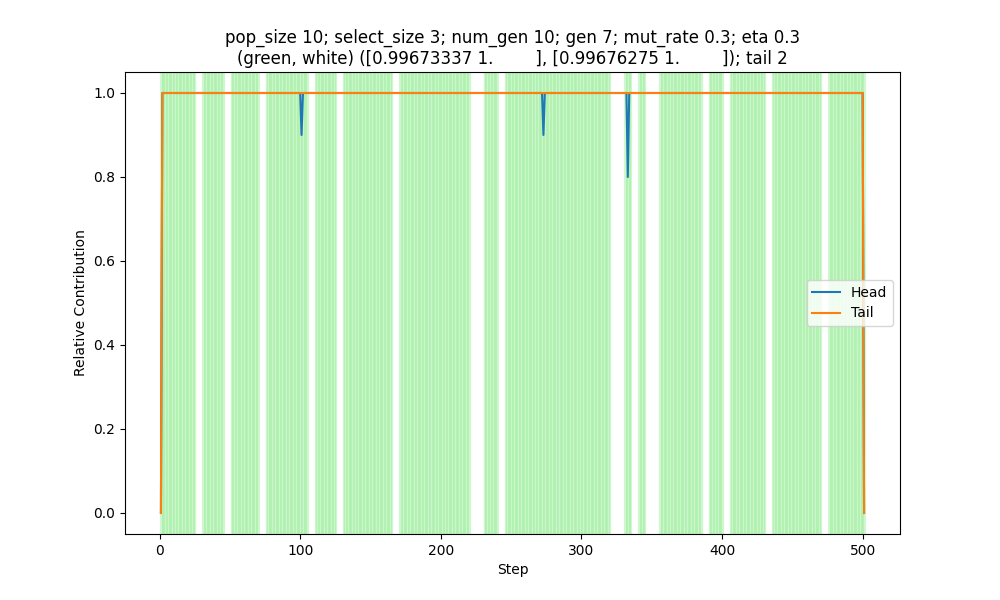 pop_size 10; select_size 3; num_gen 10; gen 7; mut_rate 0.3; eta 0.3
(green, white) ([0.99673337 1.        ], [0.99676275 1.        ]); tail 2
1.0
0.8
0.6
0.4
0.2
0.0
Relative Contribution
Head
Tail
0
100
200
300
400
500
Step